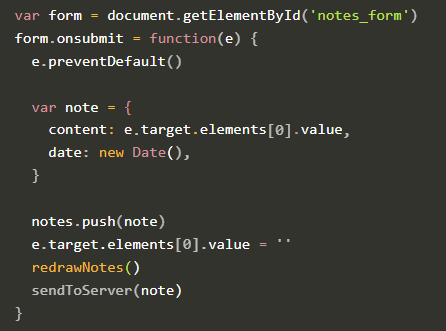 var form = document.getElementById('notes_form')
form.onsubmit = function(e) {
  e.preventDefault()

  var note = {
    content: e.target.elements[0].value,
    date: new Date(),
  }

  notes.push(note)
  e.target.elements[0].value = ''
  redrawNotes()
  sendToServer(note)
}